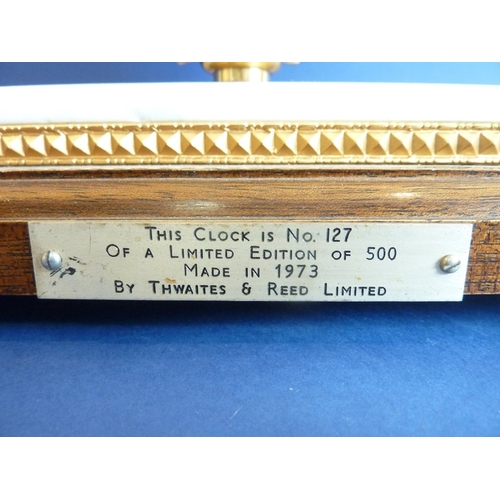 This Clock is No. 127
Of a Limited Edition of 500
Made in 1973
By Thwaites & Reed Limited